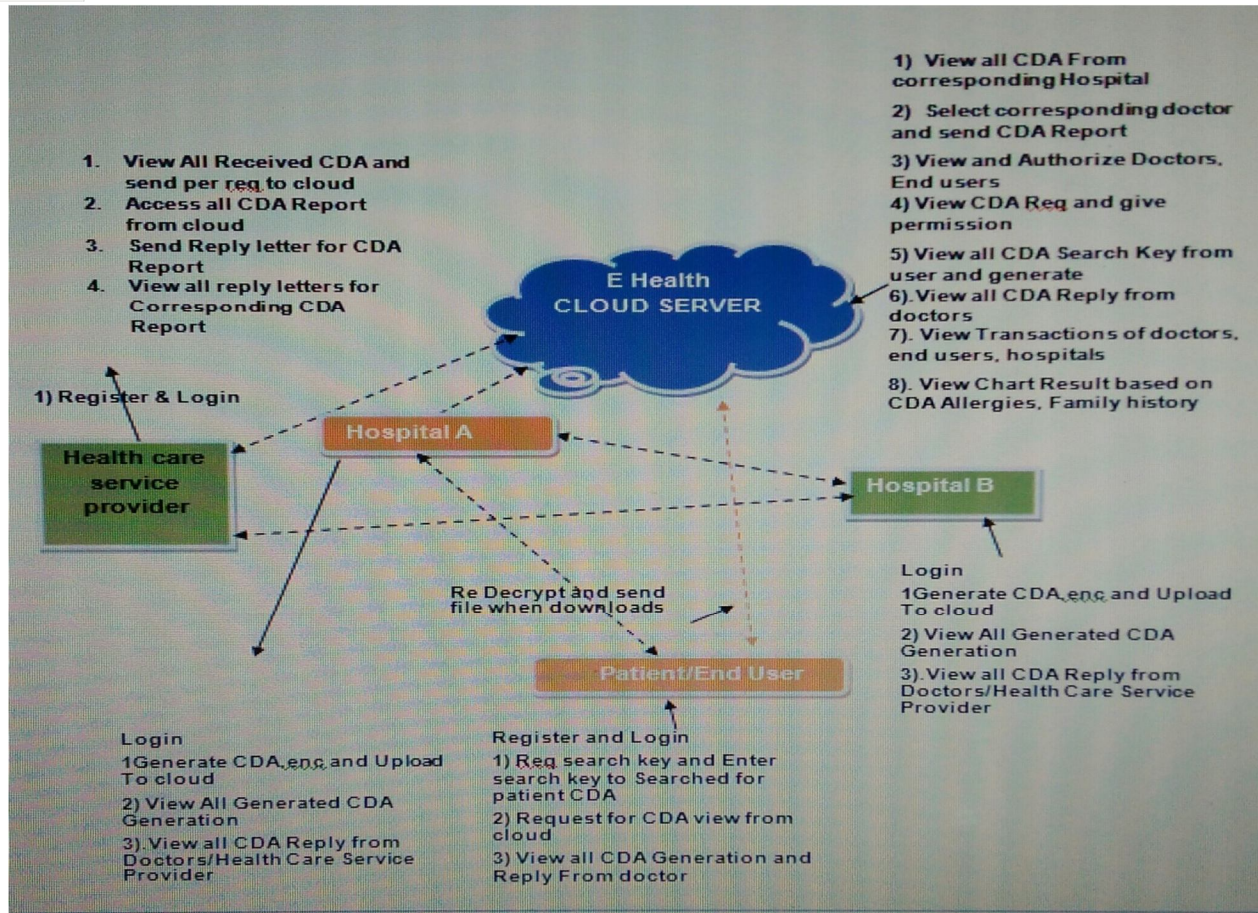 1. View All Received CDA and
send per req to cloud
2. Access all CDA Report
from cloud
3. Send Reply letter for CDA
Report
4. View all reply letters for
Corresponding CDA
Report
1) Register & Login
Health care
service
provider
Hospital A
E Health
CLOUD SERVER
1) View all CDA From
corresponding Hospital
2) Select corresponding doctor
and send CDA Report
3) View and Authorize Doctors,
End users
4) View CDA Req and give
permission
5) View all CDA Search Key from
user and generate
6). View all CDA Reply from
doctors
7). View Transactions of doctors,
end users, hospitals
8). View Chart Result based on
CDA Allergies, Family history
Hospital B
Login
1Generate CDA,enc and Upload
To cloud
2) View All Generated CDA
Generation
3).View all CDA Reply from
Doctors/Health Care Service
Provider
Re Decrypt and send
file when downloads
Patient/End User
Login
1Generate CDA,enc and Upload
To cloud
2) View All Generated CDA
Generation
3).View all CDA Reply from
Doctors/Health Care Service
Provider
Register and Login
1) Req search key and Enter
search key to Searched for
patient CDA
2) Request for CDA view from
cloud
3) View all CDA Generation and
Reply From doctor